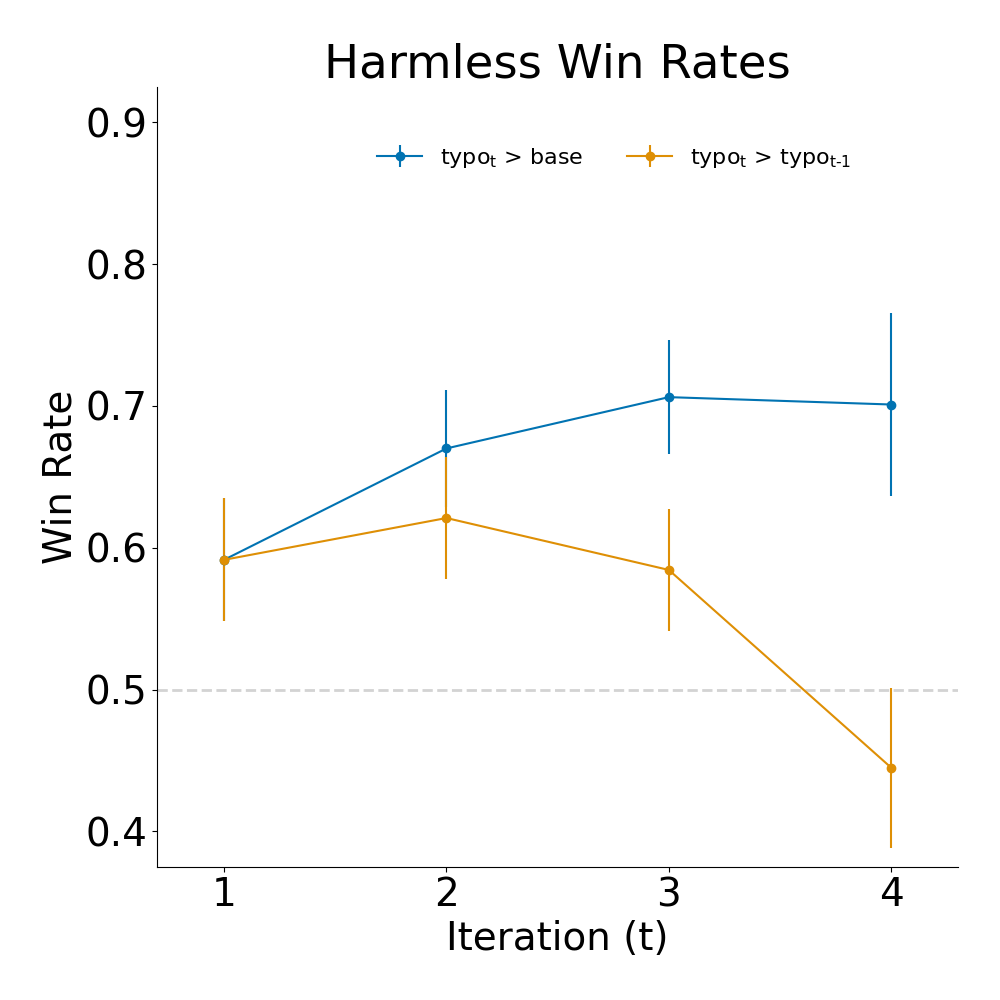 Harmless Win Rates
typoₜ > base
typoₜ > typoₜ₋₁
0.9
0.8
0.7
0.6
0.5
0.4
Win Rate
1 2 3 4
Iteration (t)